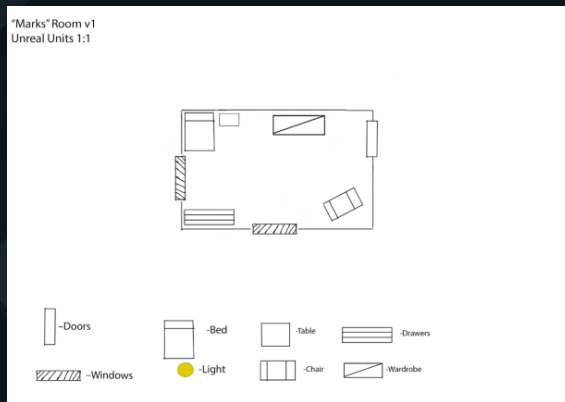 "Marks" Room v1
Unreal Units 1:1
–Doors
-Bed
-Table
-Drawers
–Windows
-Light
-Chair
-Wardrobe